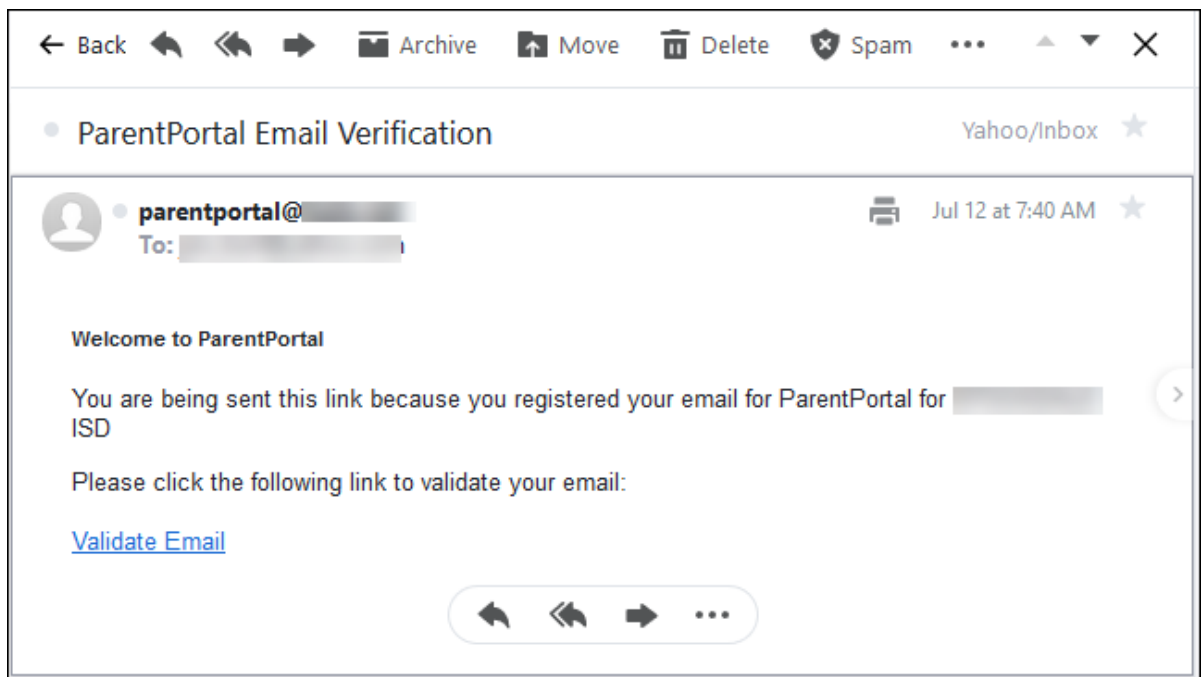 Back Archive Move Delete Spam
ParentPortal Email Verification Yahoo/Inbox
parentportal@ Jul 12 at 7:40 AM
To:
Welcome to ParentPortal
You are being sent this link because you registered your email for ParentPortal for
ISD
Please click the following link to validate your email:
Validate Email